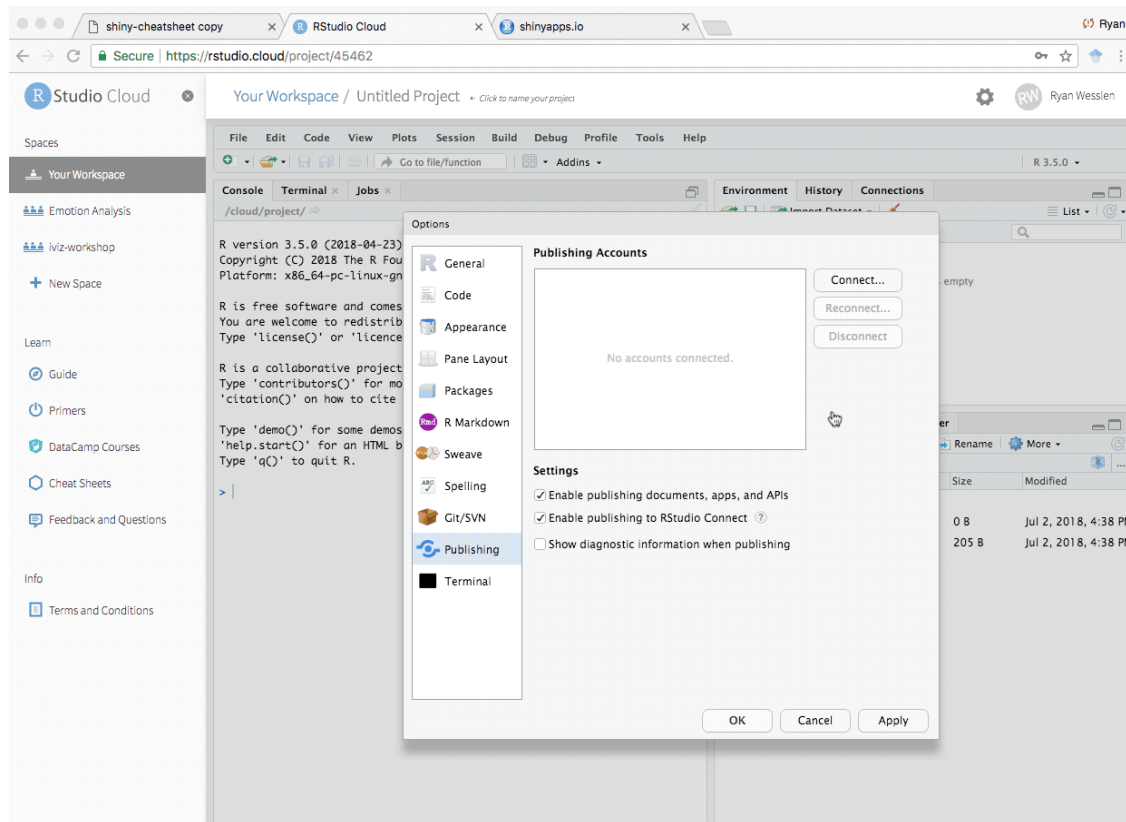 shiny-cheatsheet copy
RStudio Cloud
shinyapps.io
Ryan
Secure https://rstudio.cloud/project/45462
R Studio Cloud
Your Workspace / Untitled Project ← Click to name your project
RW Ryan Wesslen
Spaces
Your Workspace
Emotion Analysis
iviz-workshop
New Space
Learn
Guide
Primers
DataCamp Courses
Cheat Sheets
Feedback and Questions
Info
Terms and Conditions
File Edit Code View Plots Session Build Debug Profile Tools Help
Go to file/function Addins
R 3.5.0
Console Terminal Jobs
/cloud/project/
R version 3.5.0 (2018-04-23)
Copyright (C) 2018 The R Fou
Platform: x86_64-pc-linux-gn
R is free software and comes
You are welcome to redistrib
Type 'license()' or 'licence
R is a collaborative project
Type 'contributors()' for mo
'citation()' on how to cite
Type 'demo()' for some demos
'help.start()' for an HTML b
Type 'q()' to quit R.
>
Environment History Connections
Import Dataset
List
empty
Options
General
Code
Appearance
Pane Layout
Packages
Rmd R Markdown
Sweave
ABC Spelling
Git/SVN
Publishing
Terminal
Publishing Accounts
No accounts connected.
Connect...
Reconnect...
Disconnect
Settings
Enable publishing documents, apps, and APIs
Enable publishing to RStudio Connect ?
Show diagnostic information when publishing
OK Cancel Apply
er
Rename More
R ...
Size Modified
0 B Jul 2, 2018, 4:38 PM
205 B Jul 2, 2018, 4:38 PM